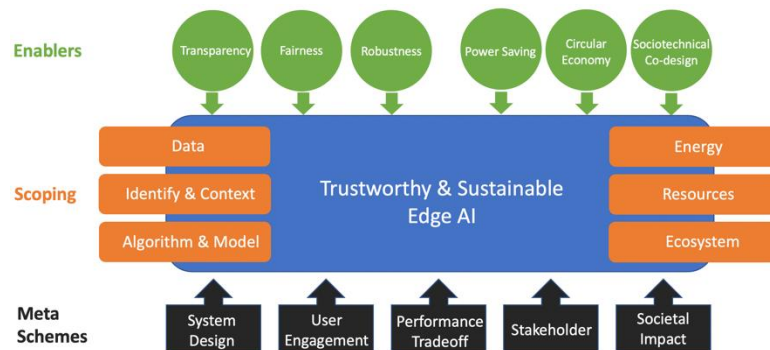 Enablers
Transparency
Fairness
Robustness
Power Saving
Circular
Economy
Sociotechnical
Co-design
Scoping
Data
Identify & Context
Algorithm & Model
Trustworthy & Sustainable
Edge AI
Energy
Resources
Ecosystem
Meta
Schemes
System
Design
User
Engagement
Performance
Tradeoff
Stakeholder
Societal
Impact